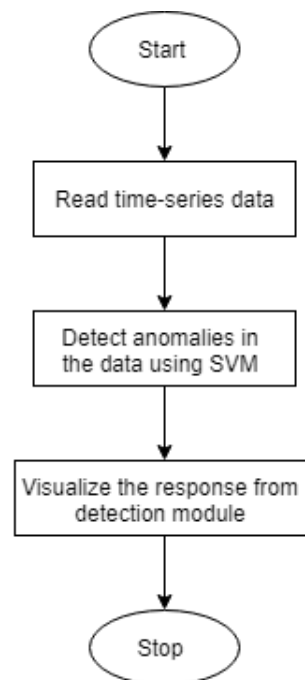 Start
Read time-series data
Detect anomalies in
the data using SVM
Visualize the response from
detection module
Stop